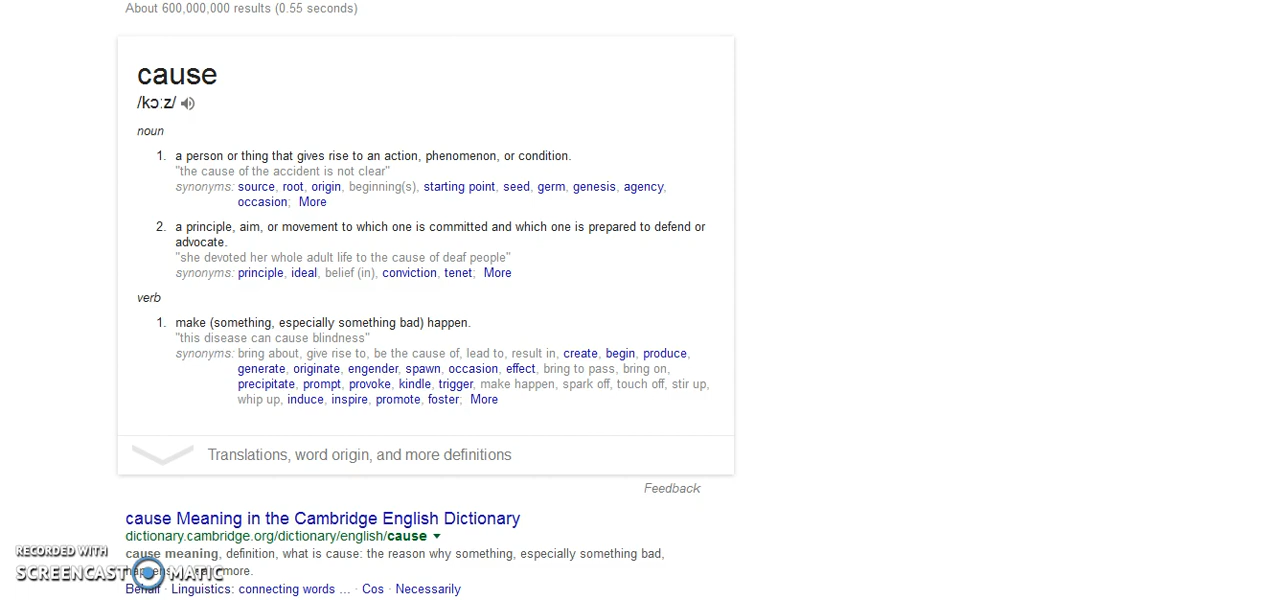 About 600,000,000 results (0.55 seconds)
cause
/kɔːz/
noun
1. a person or thing that gives rise to an action, phenomenon, or condition.
"the cause of the accident is not clear"
synonyms: source, root, origin, beginning(s), starting point, seed, germ, genesis, agency,
occasion; More
2. a principle, aim, or movement to which one is committed and which one is prepared to defend or
advocate.
"she devoted her whole adult life to the cause of deaf people"
synonyms: principle, ideal, belief (in), conviction, tenet; More
verb
1. make (something, especially something bad) happen.
"this disease can cause blindness"
synonyms: bring about, give rise to, be the cause of, lead to, result in, create, begin, produce,
generate, originate, engender, spawn, occasion, effect, bring to pass, bring on,
precipitate, prompt, provoke, kindle, trigger, make happen, spark off, touch off, stir up,
whip up, induce, inspire, promote, foster; More
Translations, word origin, and more definitions
Feedback
cause Meaning in the Cambridge English Dictionary
dictionary.cambridge.org/dictionary/english/cause
cause meaning, definition, what is cause: the reason why something, especially something bad,
more.
Behalf · Linguistics: connecting words ... · Cos · Necessarily
RECORDED WITH
SCREENCAST MATIC